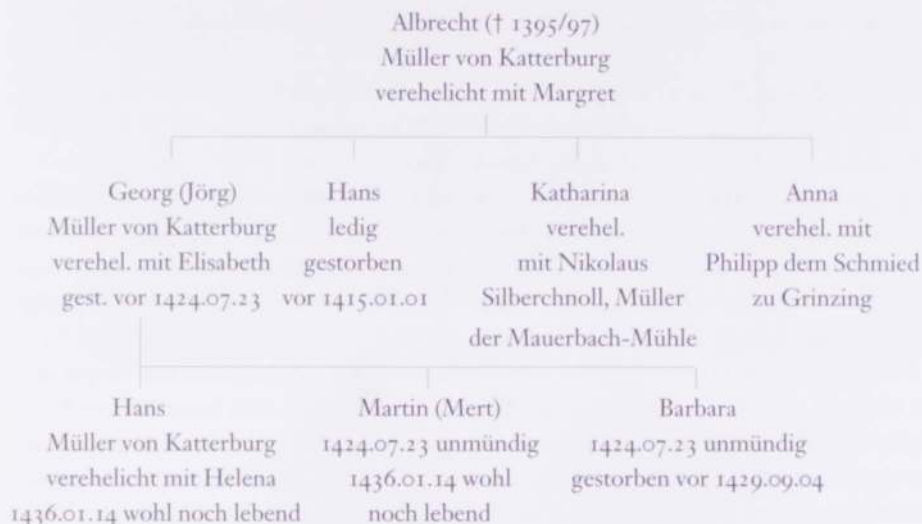 Albrecht († 1395/97)
Müller von Katterburg
verehelicht mit Margret
Georg (Jörg)
Müller von Katterburg
verehel. mit Elisabeth
gest. vor 1424.07.23
Hans
ledig
gestorben
vor 1415.01.01
Katharina
verehel.
mit Nikolaus
Silberchnoll, Müller
der Mauerbach-Mühle
Anna
verehel. mit
Philipp dem Schmied
zu Grinzing
Hans
Müller von Katterburg
verehelicht mit Helena
1436.01.14 wohl noch lebend
Martin (Mert)
1424.07.23 unmündig
1436.01.14 wohl
noch lebend
Barbara
1424.07.23 unmündig
gestorben vor 1429.09.04